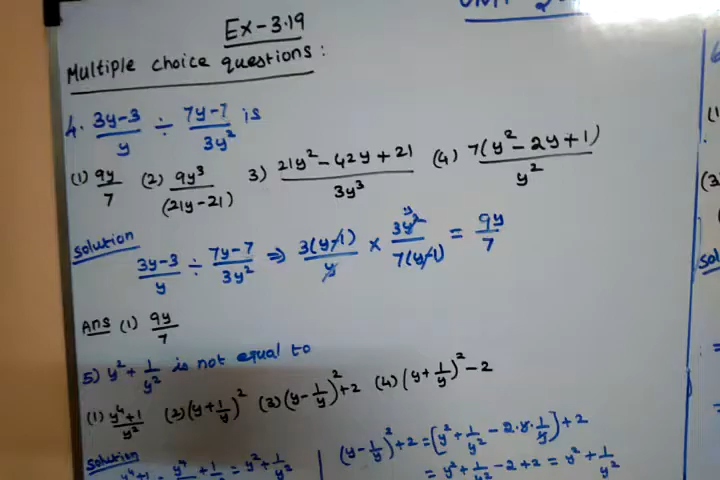 Ex-3.19
Multiple choice questions:
4. (3y-3)/y ÷ (7y-7)/3y² is
(1) 9y/7 (2) 9y³/(21y-21) 3) (21y²-42y+21)/3y³ (4) 7(y²-2y+1)/y²
solution
(3y-3)/y ÷ (7y-7)/3y² ⇒ 3(y-1)/y × 3y²/7(y-1) = 9y/7
Ans (1) 9y/7
5) y² + 1/y² is not equal to
(1) (y⁴+1)/y² (2) (y+1/y)² (3) (y-1/y)²+2 (4) (y+1/y)²-2
solution
(y-1/y)²+2 = [y²+1/y²-2.y.1/y]+2
= y²+1/y²-2+2 = y²+1/y²